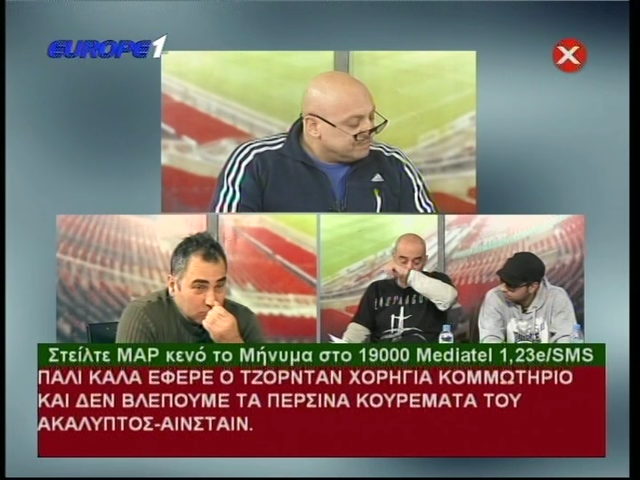 EUROPE1
Στείλτε ΜΑΡ κενό το Μήνυμα στο 19000 Mediatel 1,23e/SMS
ΠΑΛΙ ΚΑΛΑ ΕΦΕΡΕ Ο ΤΖΟΡΝΤΑΝ ΧΟΡΗΓΙΑ ΚΟΜΜΩΤΗΡΙΟ
ΚΑΙ ΔΕΝ ΒΛΕΠΟΥΜΕ ΤΑ ΠΕΡΣΙΝΑ ΚΟΥΡΕΜΑΤΑ ΤΟΥ
ΑΚΑΛΥΠΤΟΣ-ΑΙΝΣΤΑΙΝ.